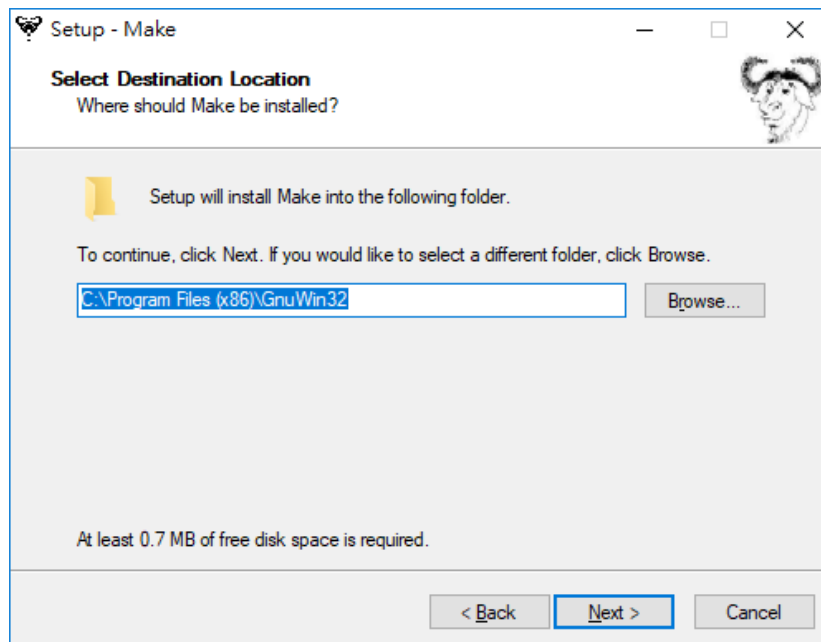 Setup - Make
Select Destination Location
Where should Make be installed?
Setup will install Make into the following folder.
To continue, click Next. If you would like to select a different folder, click Browse.
C:\Program Files (x86)\GnuWin32
Browse...
At least 0.7 MB of free disk space is required.
< Back
Next >
Cancel